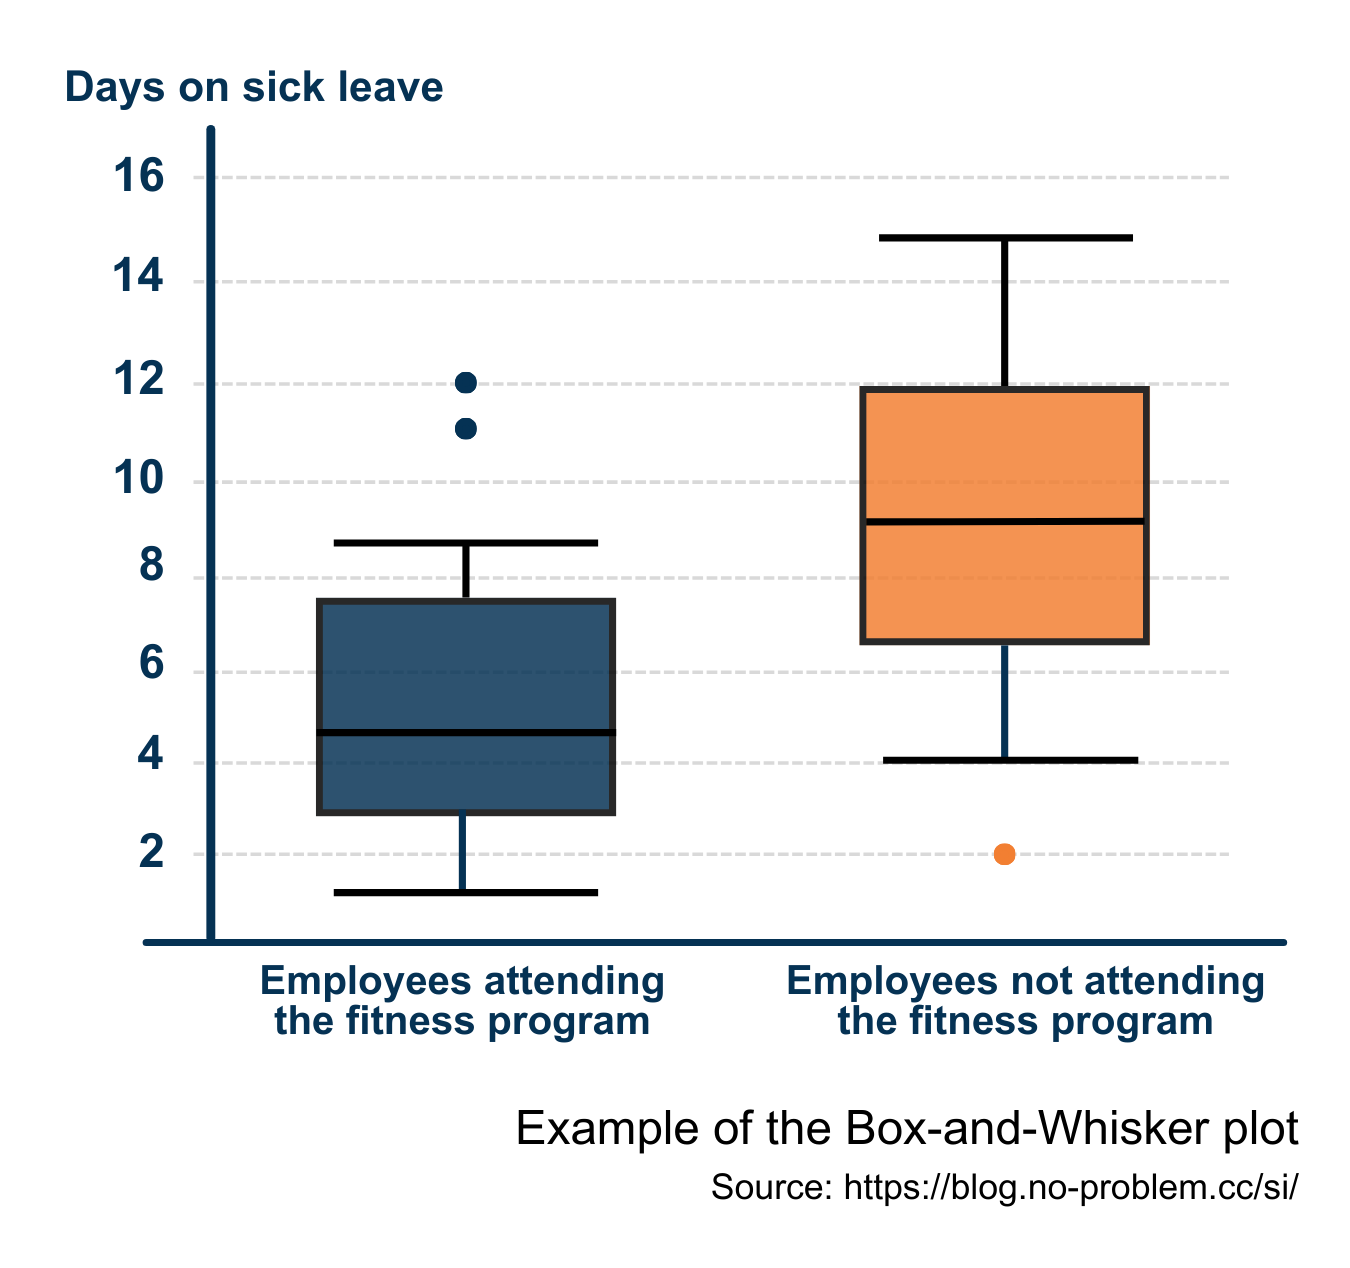 Days on sick leave
16
14
12
10
8
6
4
2
Employees attending
the fitness program
Employees not attending
the fitness program
Example of the Box-and-Whisker plot
Source: https://blog.no-problem.cc/si/